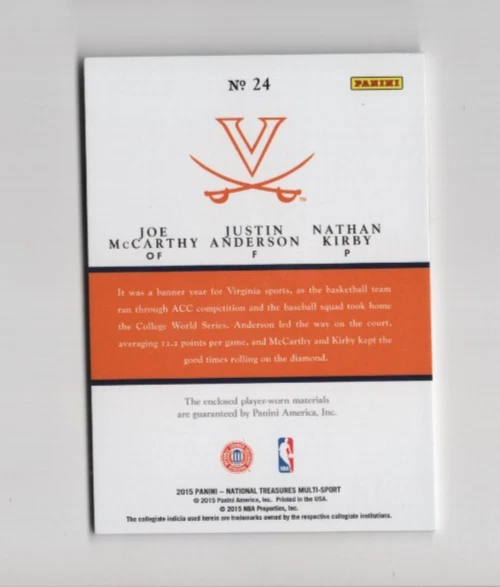 Nº 24
PANINI
V
TM
JOE JUSTIN NATHAN
McCARTHY ANDERSON KIRBY
OF F P
It was a banner year for Virginia sports, as the basketball team
ran through ACC competition and the baseball squad took home
the College World Series. Anderson led the way on the court,
averaging 12.2 points per game, and McCarthy and Kirby kept the
good times rolling on the diamond.
The enclosed player-worn materials
are guaranteed by Panini America, Inc.
NBA
2015 PANINI – NATIONAL TREASURES MULTI-SPORT
© 2015 Panini America, Inc. Printed in the USA.
© 2015 NBA Properties, Inc.
The collegiate indicia used herein are trademarks owned by the respective collegiate institutions.